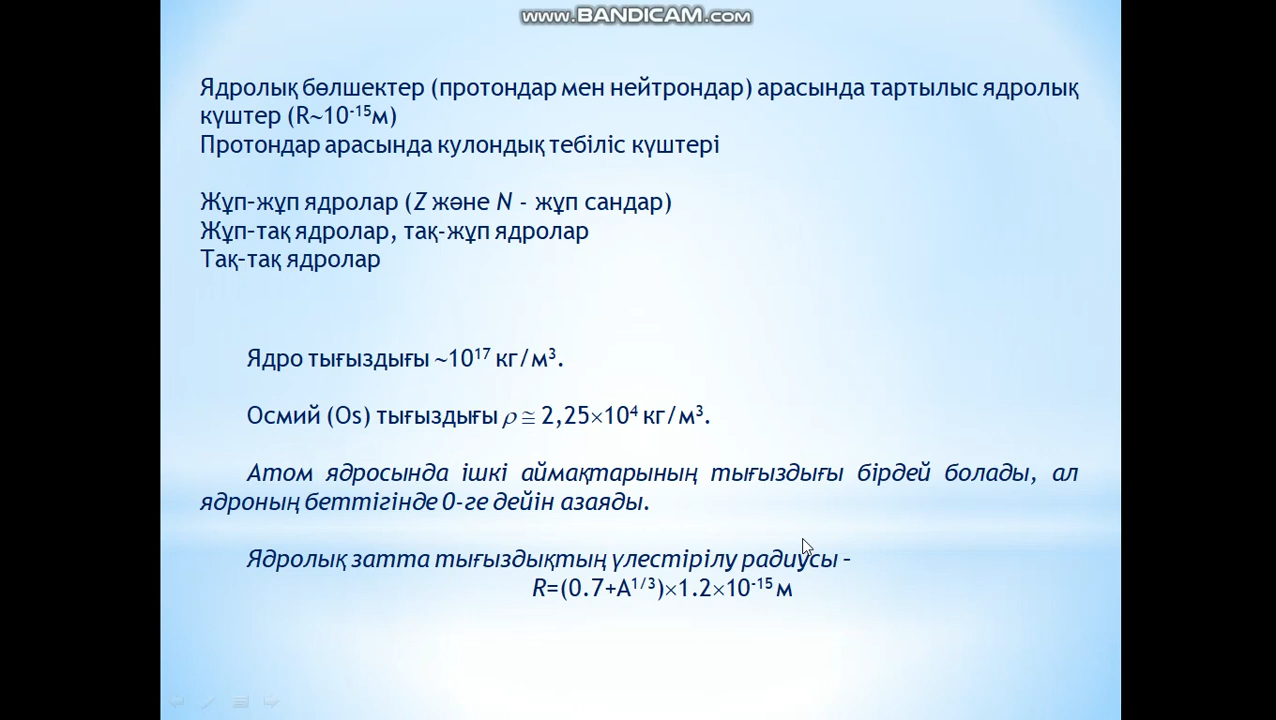 www.BANDICAM.com
Ядролық бөлшектер (протондар мен нейтрондар) арасында тартылыс ядролық
күштер (R~10⁻¹⁵м)
Протондар арасында кулондық тебіліс күштері
Жұп-жұп ядролар (Z және N - жұп сандар)
Жұп-тақ ядролар, тақ-жұп ядролар
Тақ-тақ ядролар
Ядро тығыздығы ~10¹⁷ кг/м³.
Осмий (Os) тығыздығы ρ ≅ 2,25×10⁴ кг/м³.
Атом ядросында ішкі аймақтарының тығыздығы бірдей болады, ал
ядроның беттігінде 0-ге дейін азаяды.
Ядролық затта тығыздықтың үлестірілу радиусы –
R=(0.7+A¹ᐟ³)×1.2×10⁻¹⁵м